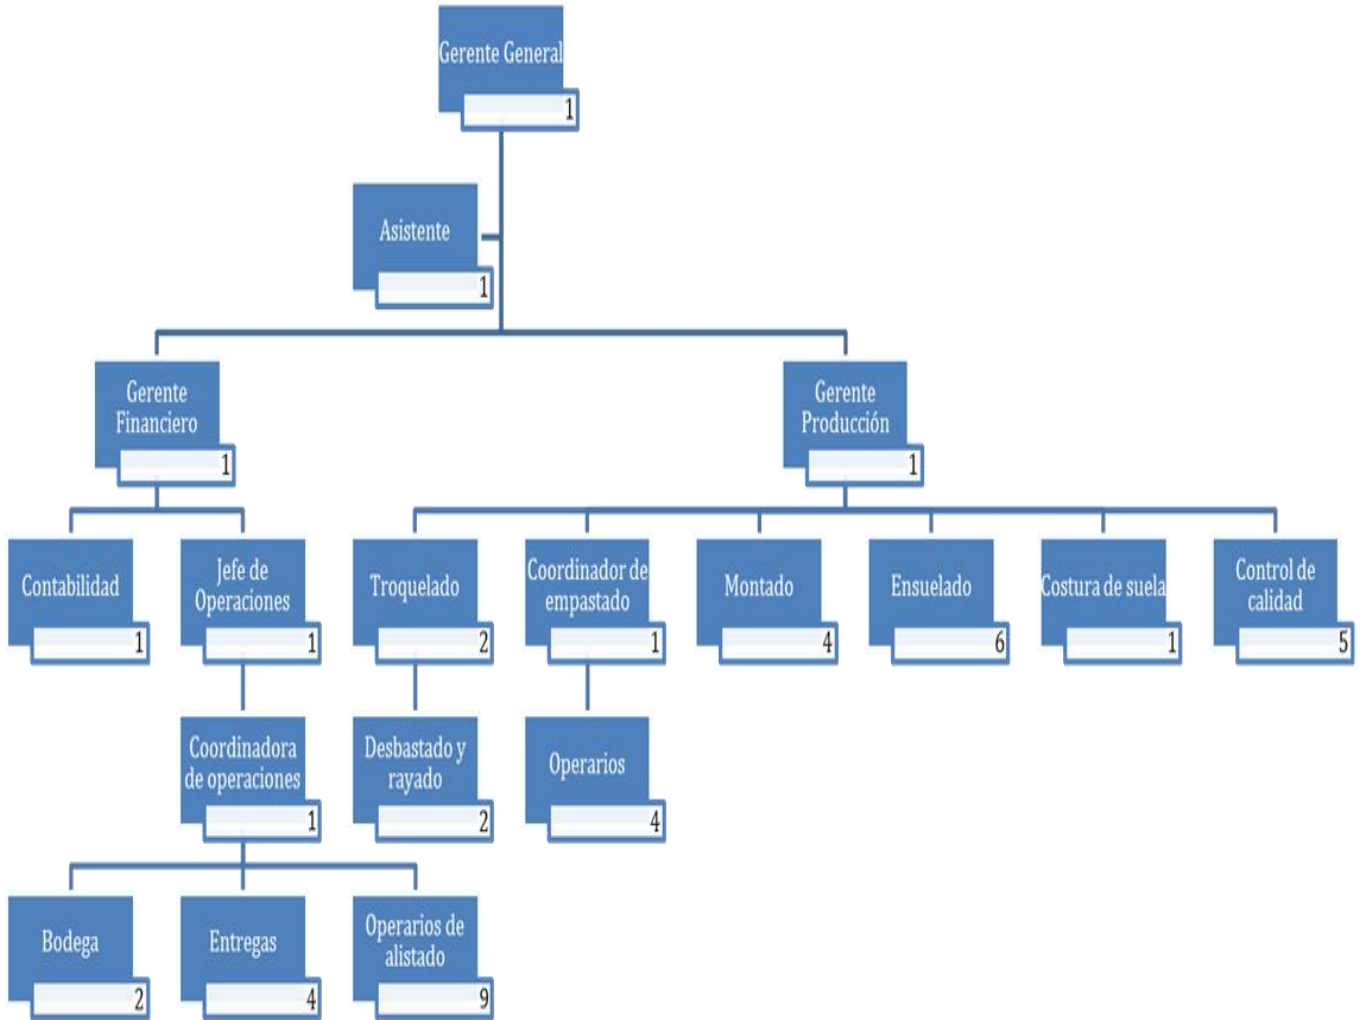 Gerente General
1
Asistente
1
Gerente
Financiero
1
Gerente
Producción
1
Contabilidad
1
Jefe de
Operaciones
1
Troquelado
2
Coordinador de
empastado
1
Montado
4
Ensuelado
6
Costura de suela
1
Control de
calidad
5
Coordinadora
de operaciones
1
Desbastado y
rayado
2
Operarios
4
Bodega
2
Entregas
4
Operarios de
alistado
9